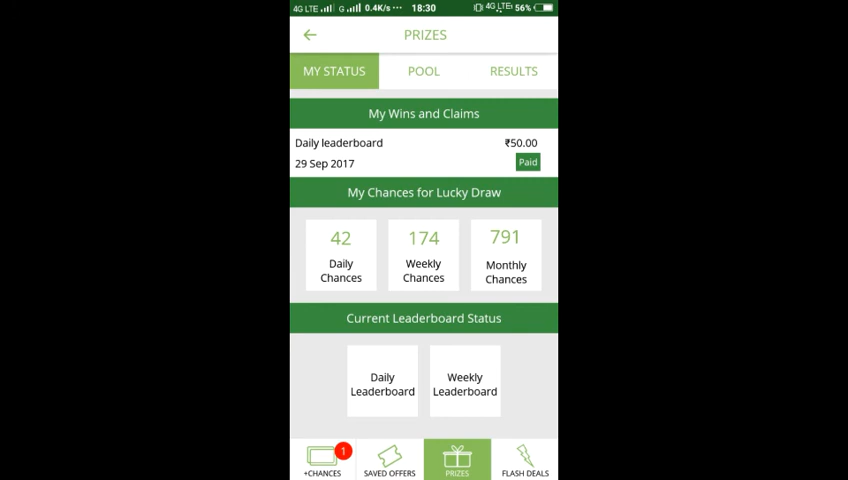 4G LTE G 0.4K/s ··· 18:30 4G LTE 56%
PRIZES
MY STATUS POOL RESULTS
My Wins and Claims
Daily leaderboard ₹50.00
29 Sep 2017 Paid
My Chances for Lucky Draw
42 174 791
Daily Weekly Monthly
Chances Chances Chances
Current Leaderboard Status
Daily Weekly
Leaderboard Leaderboard
1
+CHANCES SAVED OFFERS PRIZES FLASH DEALS